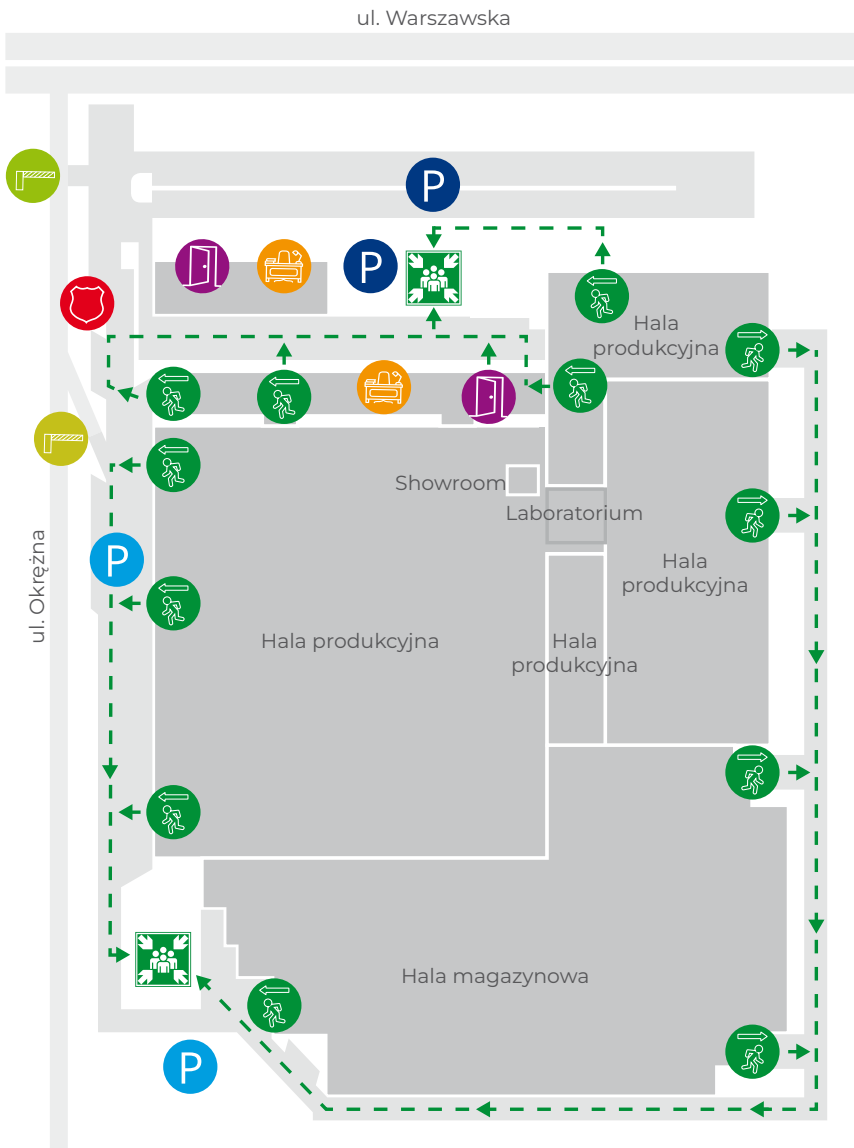 ul. Warszawska
P
P
Hala
produkcyjna
Showroom
Laboratorium
ul. Okrężna
P
Hala
produkcyjna
Hala produkcyjna
Hala
produkcyjna
Hala magazynowa
P